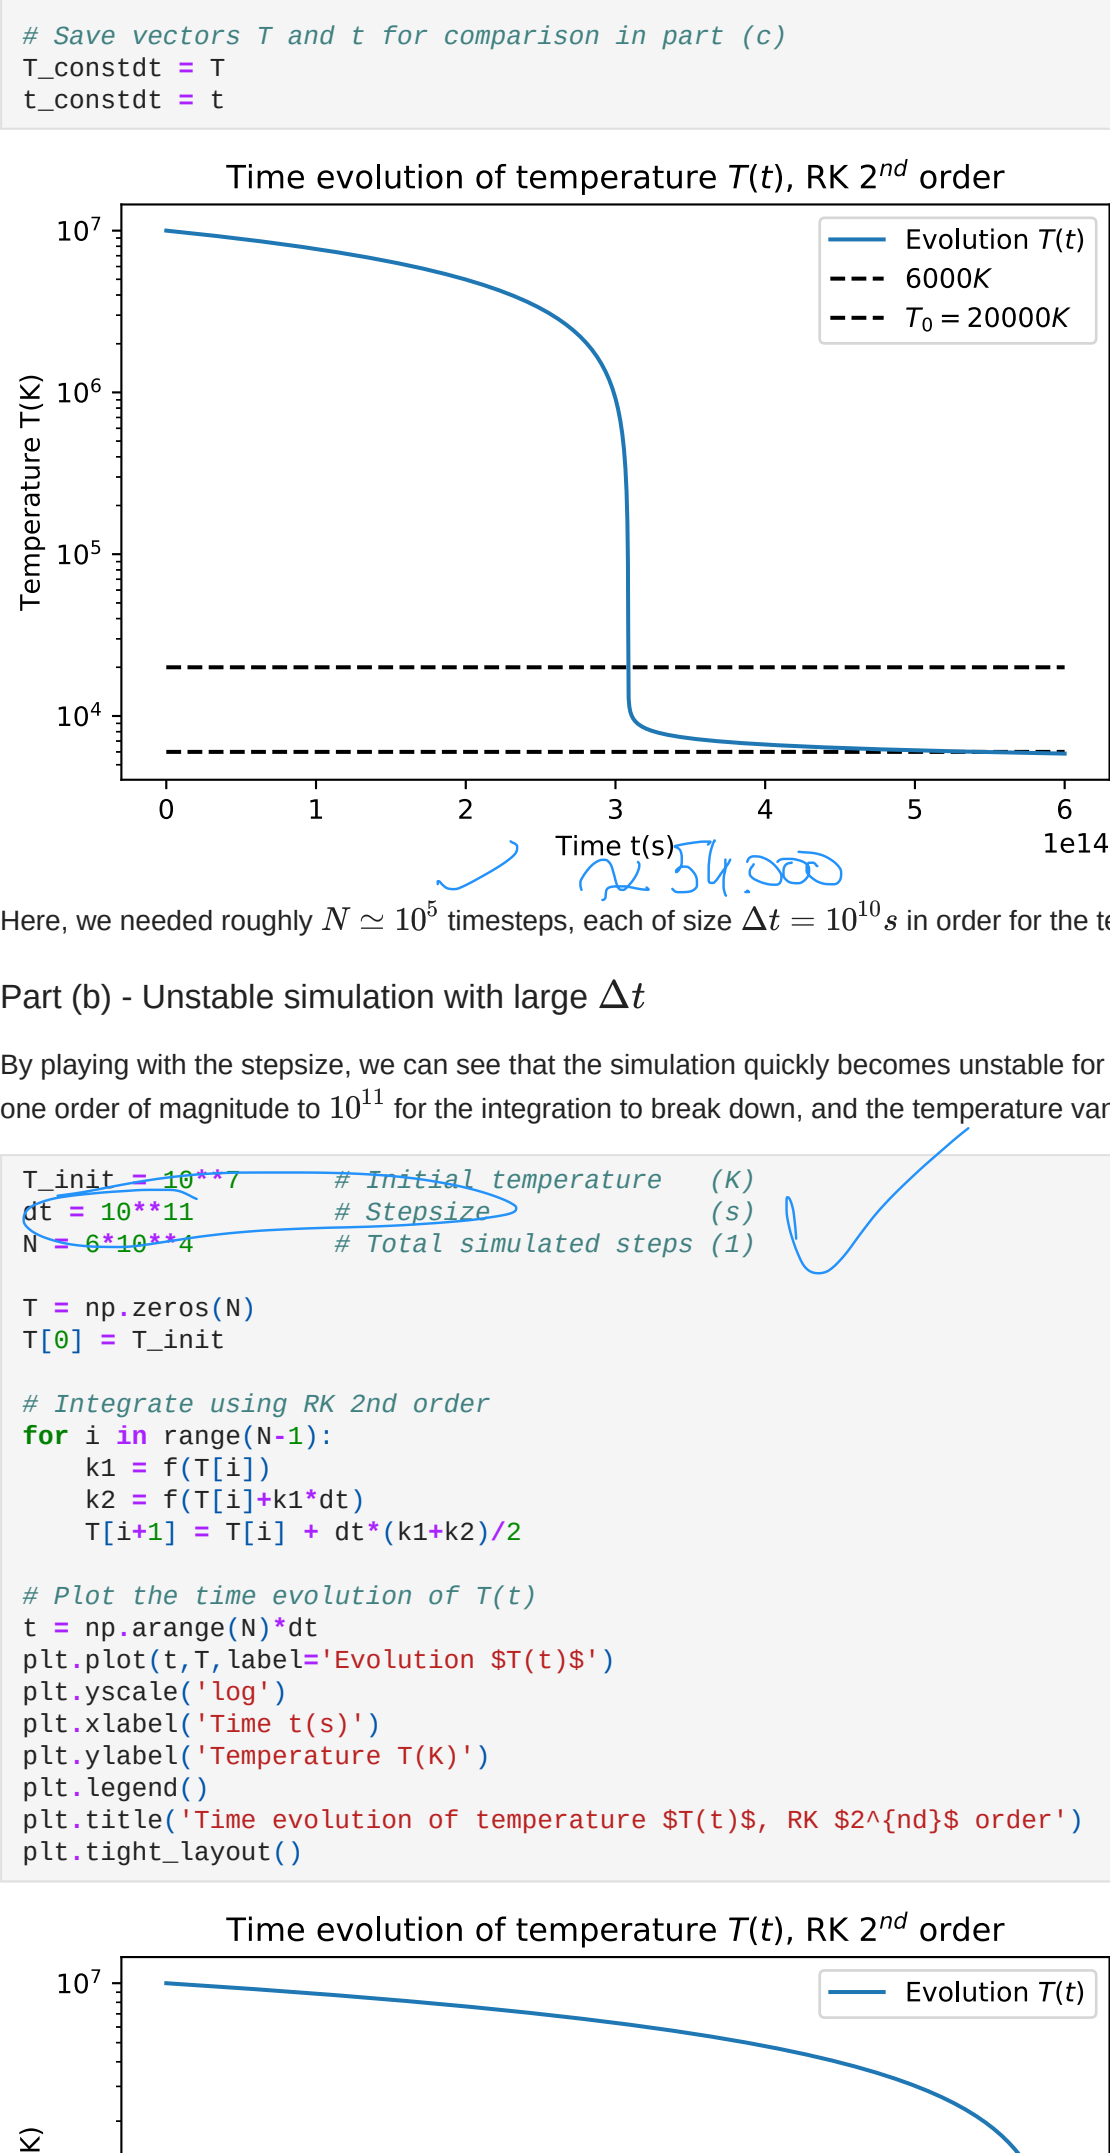 # Save vectors T and t for comparison in part (c)
T_constdt = T
t_constdt = t
Time evolution of temperature T(t), RK 2^{nd} order
Evolution T(t)
6000K
T_0 = 20000K
Temperature T(K)
10^7
10^6
10^5
10^4
0 1 2 3 4 5 6
1e14
Time t(s)
≈ 54.000
Here, we needed roughly N ≃ 10^5 timesteps, each of size Δt = 10^{10}s in order for the te
Part (b) - Unstable simulation with large Δt
By playing with the stepsize, we can see that the simulation quickly becomes unstable for
one order of magnitude to 10^{11} for the integration to break down, and the temperature var
T_init = 10**7      # Initial temperature   (K)
dt = 10**11         # Stepsize              (s)
N = 6*10**4         # Total simulated steps (1)
T = np.zeros(N)
T[0] = T_init
# Integrate using RK 2nd order
for i in range(N-1):
    k1 = f(T[i])
    k2 = f(T[i]+k1*dt)
    T[i+1] = T[i] + dt*(k1+k2)/2
# Plot the time evolution of T(t)
t = np.arange(N)*dt
plt.plot(t,T,label='Evolution $T(t)$')
plt.yscale('log')
plt.xlabel('Time t(s)')
plt.ylabel('Temperature T(K)')
plt.legend()
plt.title('Time evolution of temperature $T(t)$, RK $2^{nd}$ order')
plt.tight_layout()
Time evolution of temperature T(t), RK 2^{nd} order
10^7
Evolution T(t)
K)